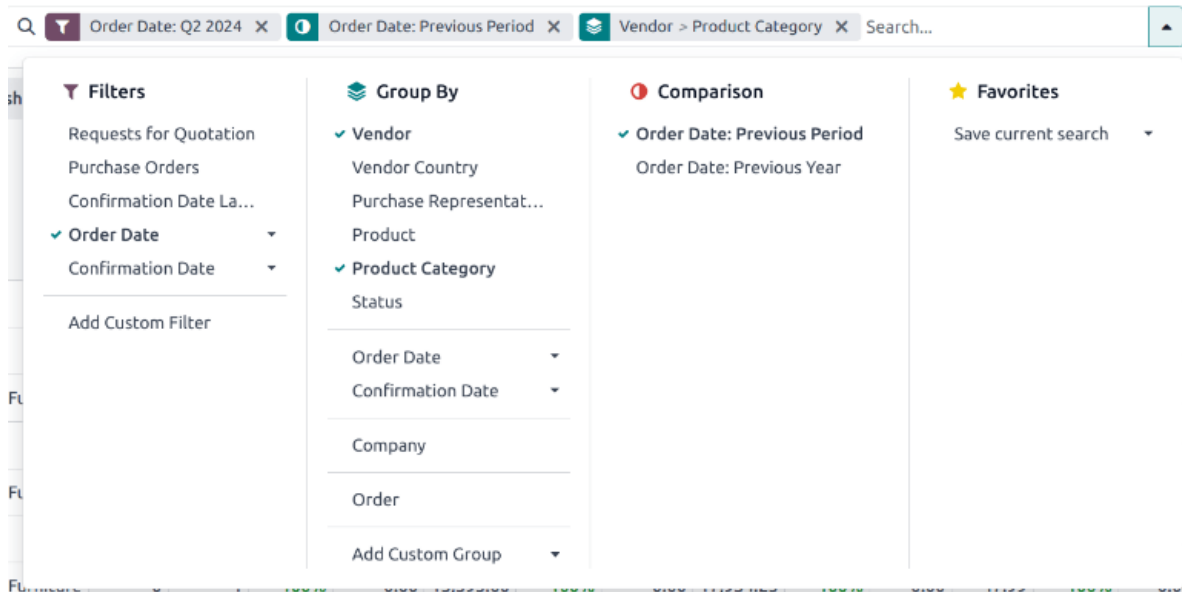 Order Date: Q2 2024
Order Date: Previous Period
Vendor > Product Category
Search...
Filters
Requests for Quotation
Purchase Orders
Confirmation Date La...
Order Date
Confirmation Date
Add Custom Filter
Group By
Vendor
Vendor Country
Purchase Representat...
Product
Product Category
Status
Order Date
Confirmation Date
Company
Order
Add Custom Group
Comparison
Order Date: Previous Period
Order Date: Previous Year
Favorites
Save current search